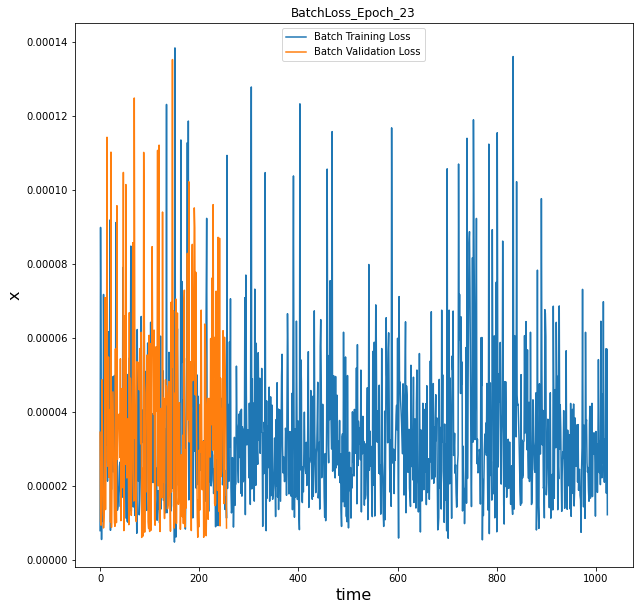 BatchLoss_Epoch_23
Batch Training Loss
Batch Validation Loss
0.00014
0.00012
0.00010
0.00008
0.00006
0.00004
0.00002
0.00000
x
0 200 400 600 800 1000
time